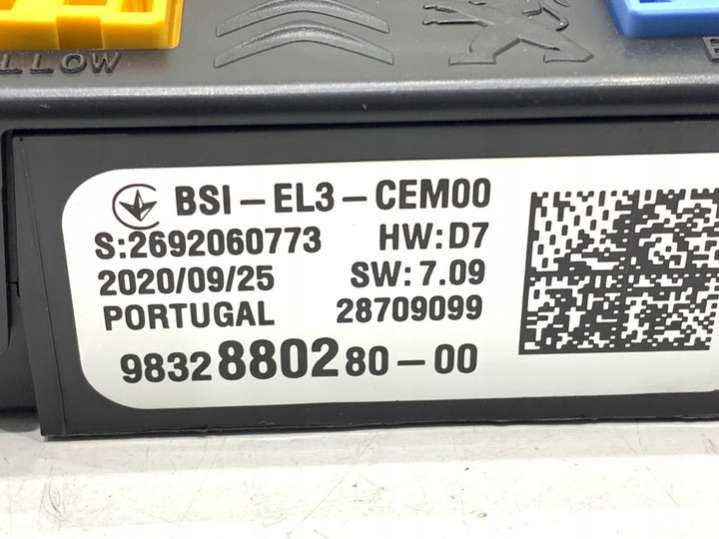 LLOW
BSI-EL3-CEM00
S:2692060773 HW:D7
2020/09/25 SW:7.09
PORTUGAL 28709099
9832880280-00